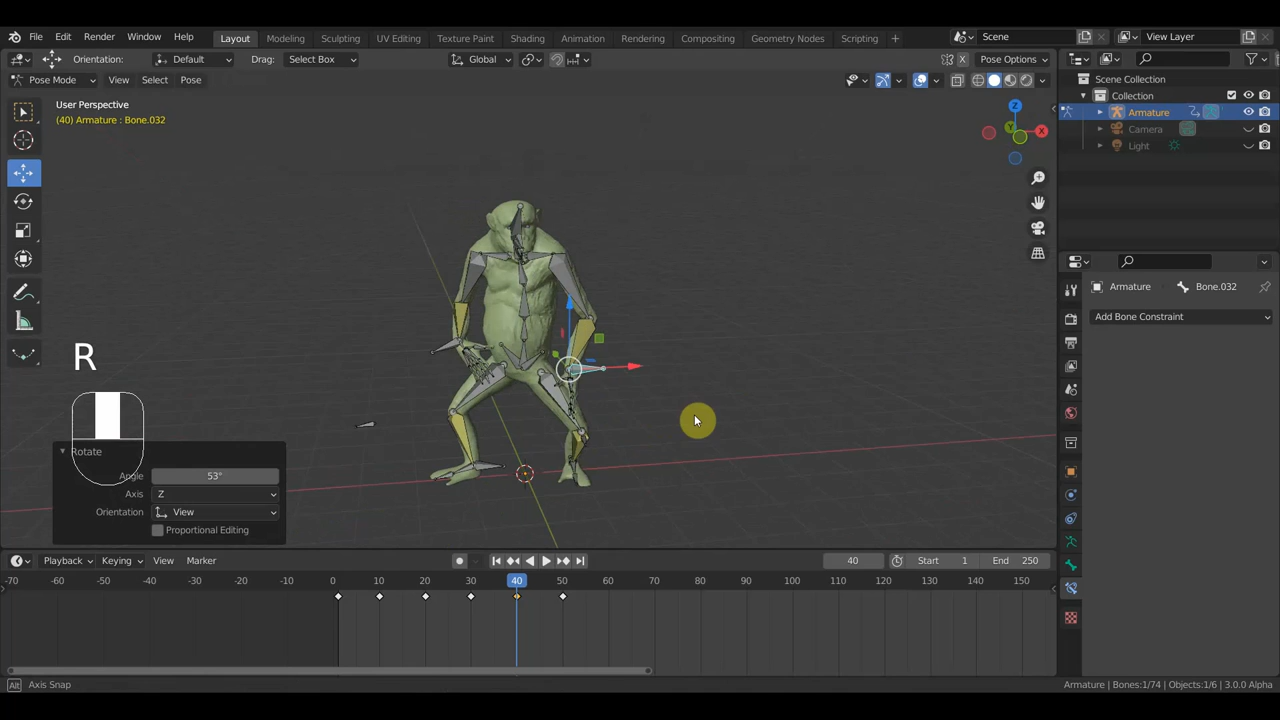 File Edit Render Window Help Layout Modeling Sculpting UV Editing Texture Paint Shading Animation Rendering Compositing Geometry Nodes Scripting + Scene View Layer
Orientation: Default Drag: Select Box Global Pose Options
Pose Mode View Select Pose
User Perspective
(40) Armature : Bone.032
Z
X
Y
Scene Collection
Collection
Armature
Camera
Light
Armature Bone.032
Add Bone Constraint
R
Rotate
Angle 53°
Axis Z
Orientation View
Proportional Editing
Playback Keying View Marker 40 Start 1 End 250
-70 -60 -50 -40 -30 -20 -10 0 10 20 30 40 50 60 70 80 90 100 110 120 130 140 150
Alt Axis Snap Armature | Bones:1/74 | Objects:1/6 | 3.0.0 Alpha